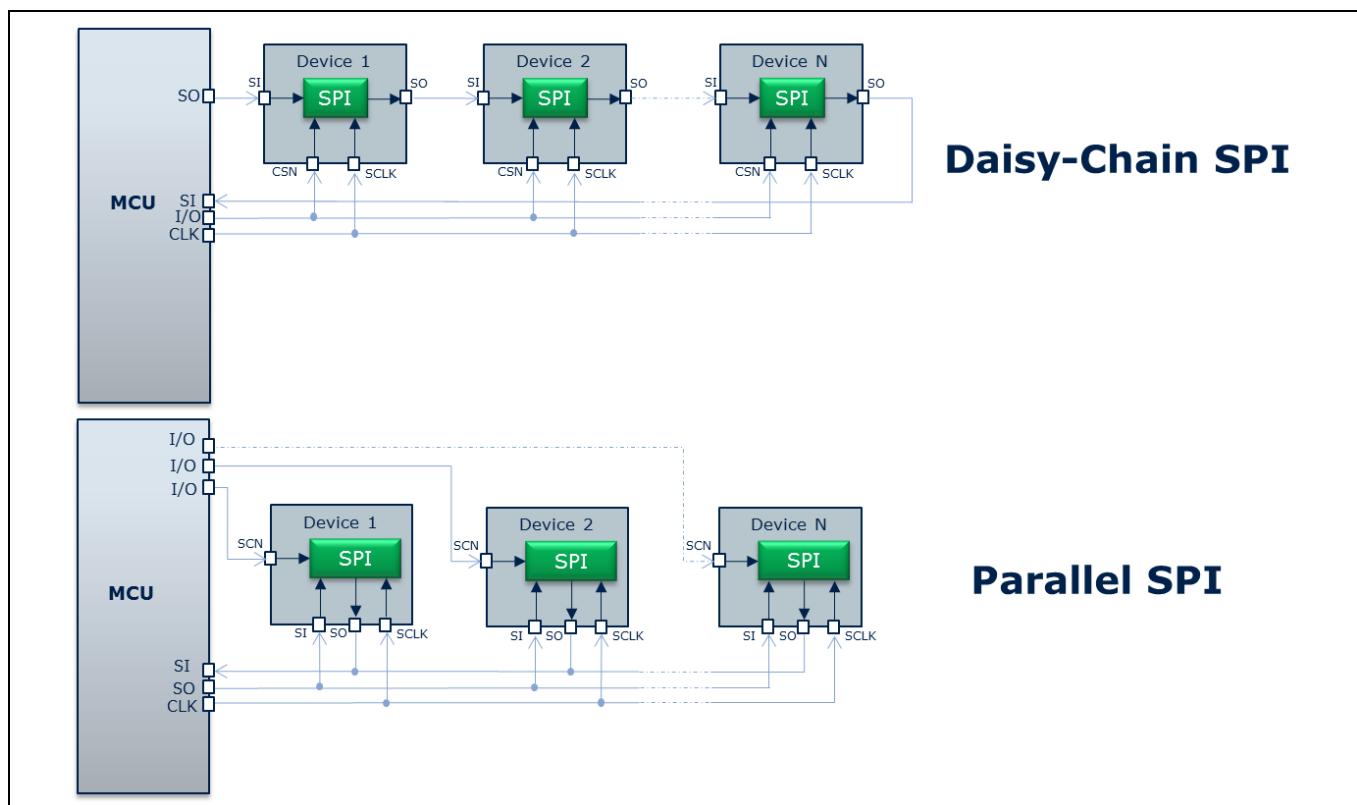 Device 1
Device 2
Device N
SI
SO
SI
SO
SI
SO
SO
SPI
SPI
SPI
Daisy-Chain SPI
CSN
SCLK
CSN
SCLK
CSN
SCLK
MCU
SI
I/O
CLK
I/O
I/O
I/O
Device 1
Device 2
Device N
SCN
SCN
SCN
SPI
SPI
SPI
Parallel SPI
MCU
SI
SO
SCLK
SI
SO
SCLK
SI
SO
SCLK
SI
SO
CLK